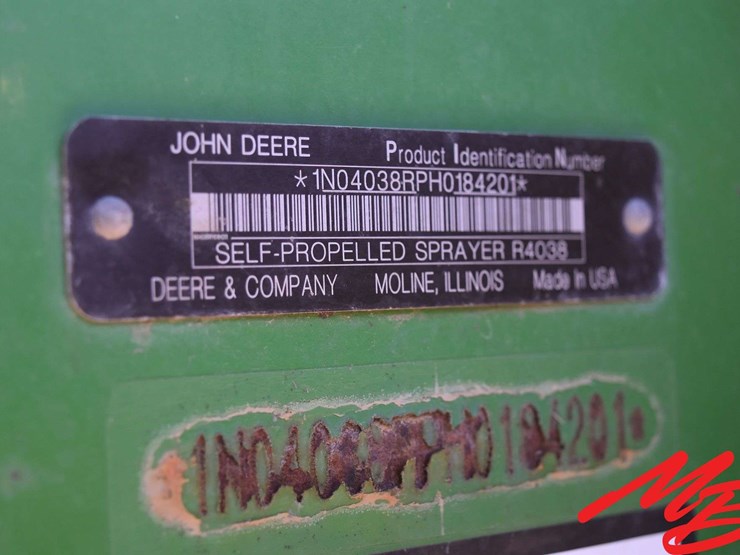 JOHN DEERE Product Identification Number
*1N04038RPH0184201*
SELF-PROPELLED SPRAYER R4038
DEERE & COMPANY MOLINE, ILLINOIS Made In USA